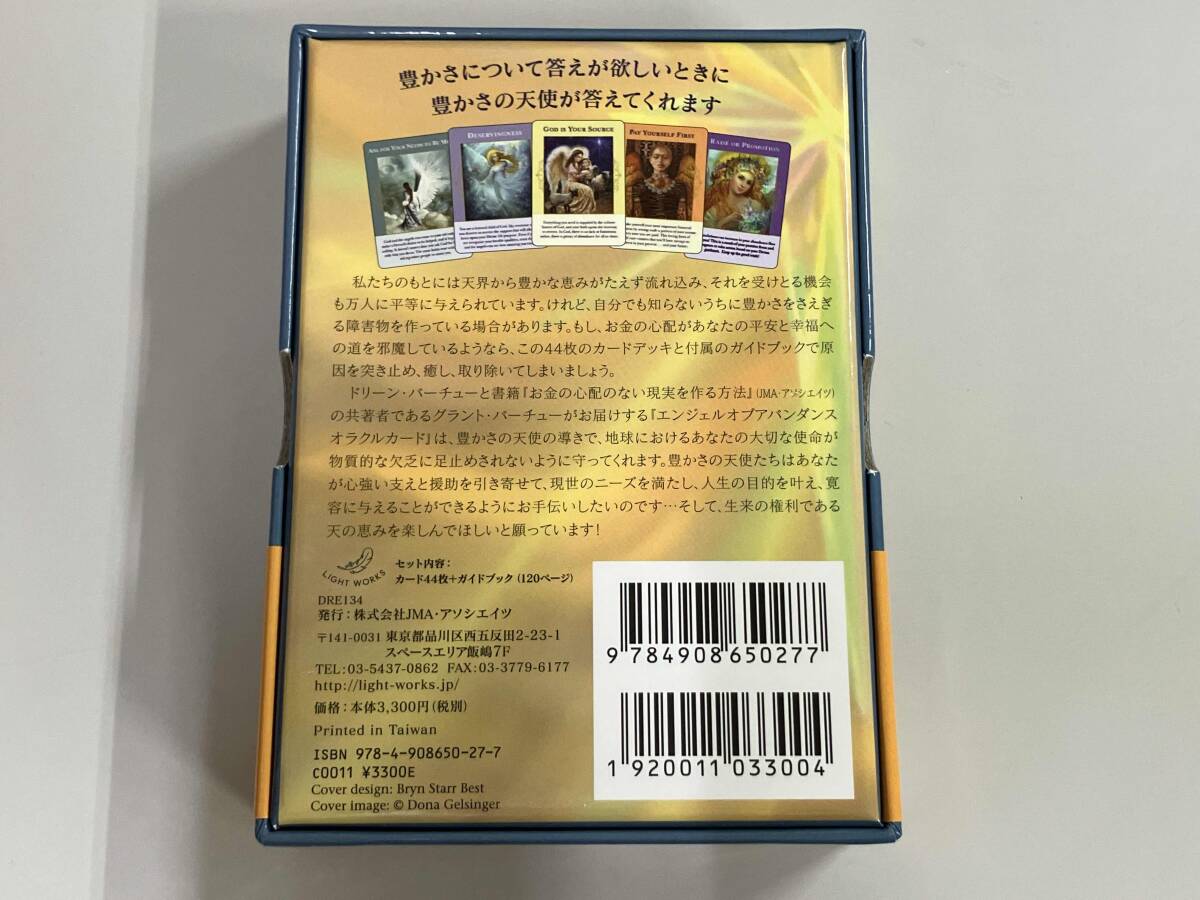 豊かさについて答えが欲しいときに
豊かさの天使が答えてくれます
ASK FOR YOUR NEEDS TO BE M
DESERVINGNESS
GOD IS YOUR SOURCE
PAY YOURSELF FIRST
RAISE OR PROMOTION
私たちのもとには天界から豊かな恵みがたえず流れ込み、それを受けとる機会
も万人に平等に与えられています。けれど、自分でも知らないうちに豊かさをさえぎ
る障害物を作っている場合があります。もし、お金の心配があなたの平安と幸福へ
の道を邪魔しているようなら、この44枚のカードデッキと付属のガイドブックで原
因を突き止め、癒し、取り除いてしまいましょう。
ドリーン・バーチューと書籍『お金の心配のない現実を作る方法』(JMA・アソシエイツ)
の共著者であるグラント・バーチューがお届けする『エンジェルオブアバンダンス
オラクルカード』は、豊かさの天使の導きで、地球におけるあなたの大切な使命が
物質的な欠乏に足止めされないように守ってくれます。豊かさの天使たちはあなた
が心強い支えと援助を引き寄せて、現世のニーズを満たし、人生の目的を叶え、寛
容に与えることができるようにお手伝いしたいのです…そして、生来の権利である
天の恵みを楽しんでほしいと願っています!
LIGHT WORKS
セット内容:
カード44枚+ガイドブック(120ページ)
DRE134
発行:株式会社JMA・アソシエイツ
〒141-0031 東京都品川区西五反田2-23-1
スペースエリア飯嶋7F
TEL:03-5437-0862 FAX:03-3779-6177
http://light-works.jp/
価格:本体3,300円(税別)
Printed in Taiwan
ISBN 978-4-908650-27-7
C0011 ¥3300E
Cover design: Bryn Starr Best
Cover image: © Dona Gelsinger
9 784908 650277
1 920011 033004